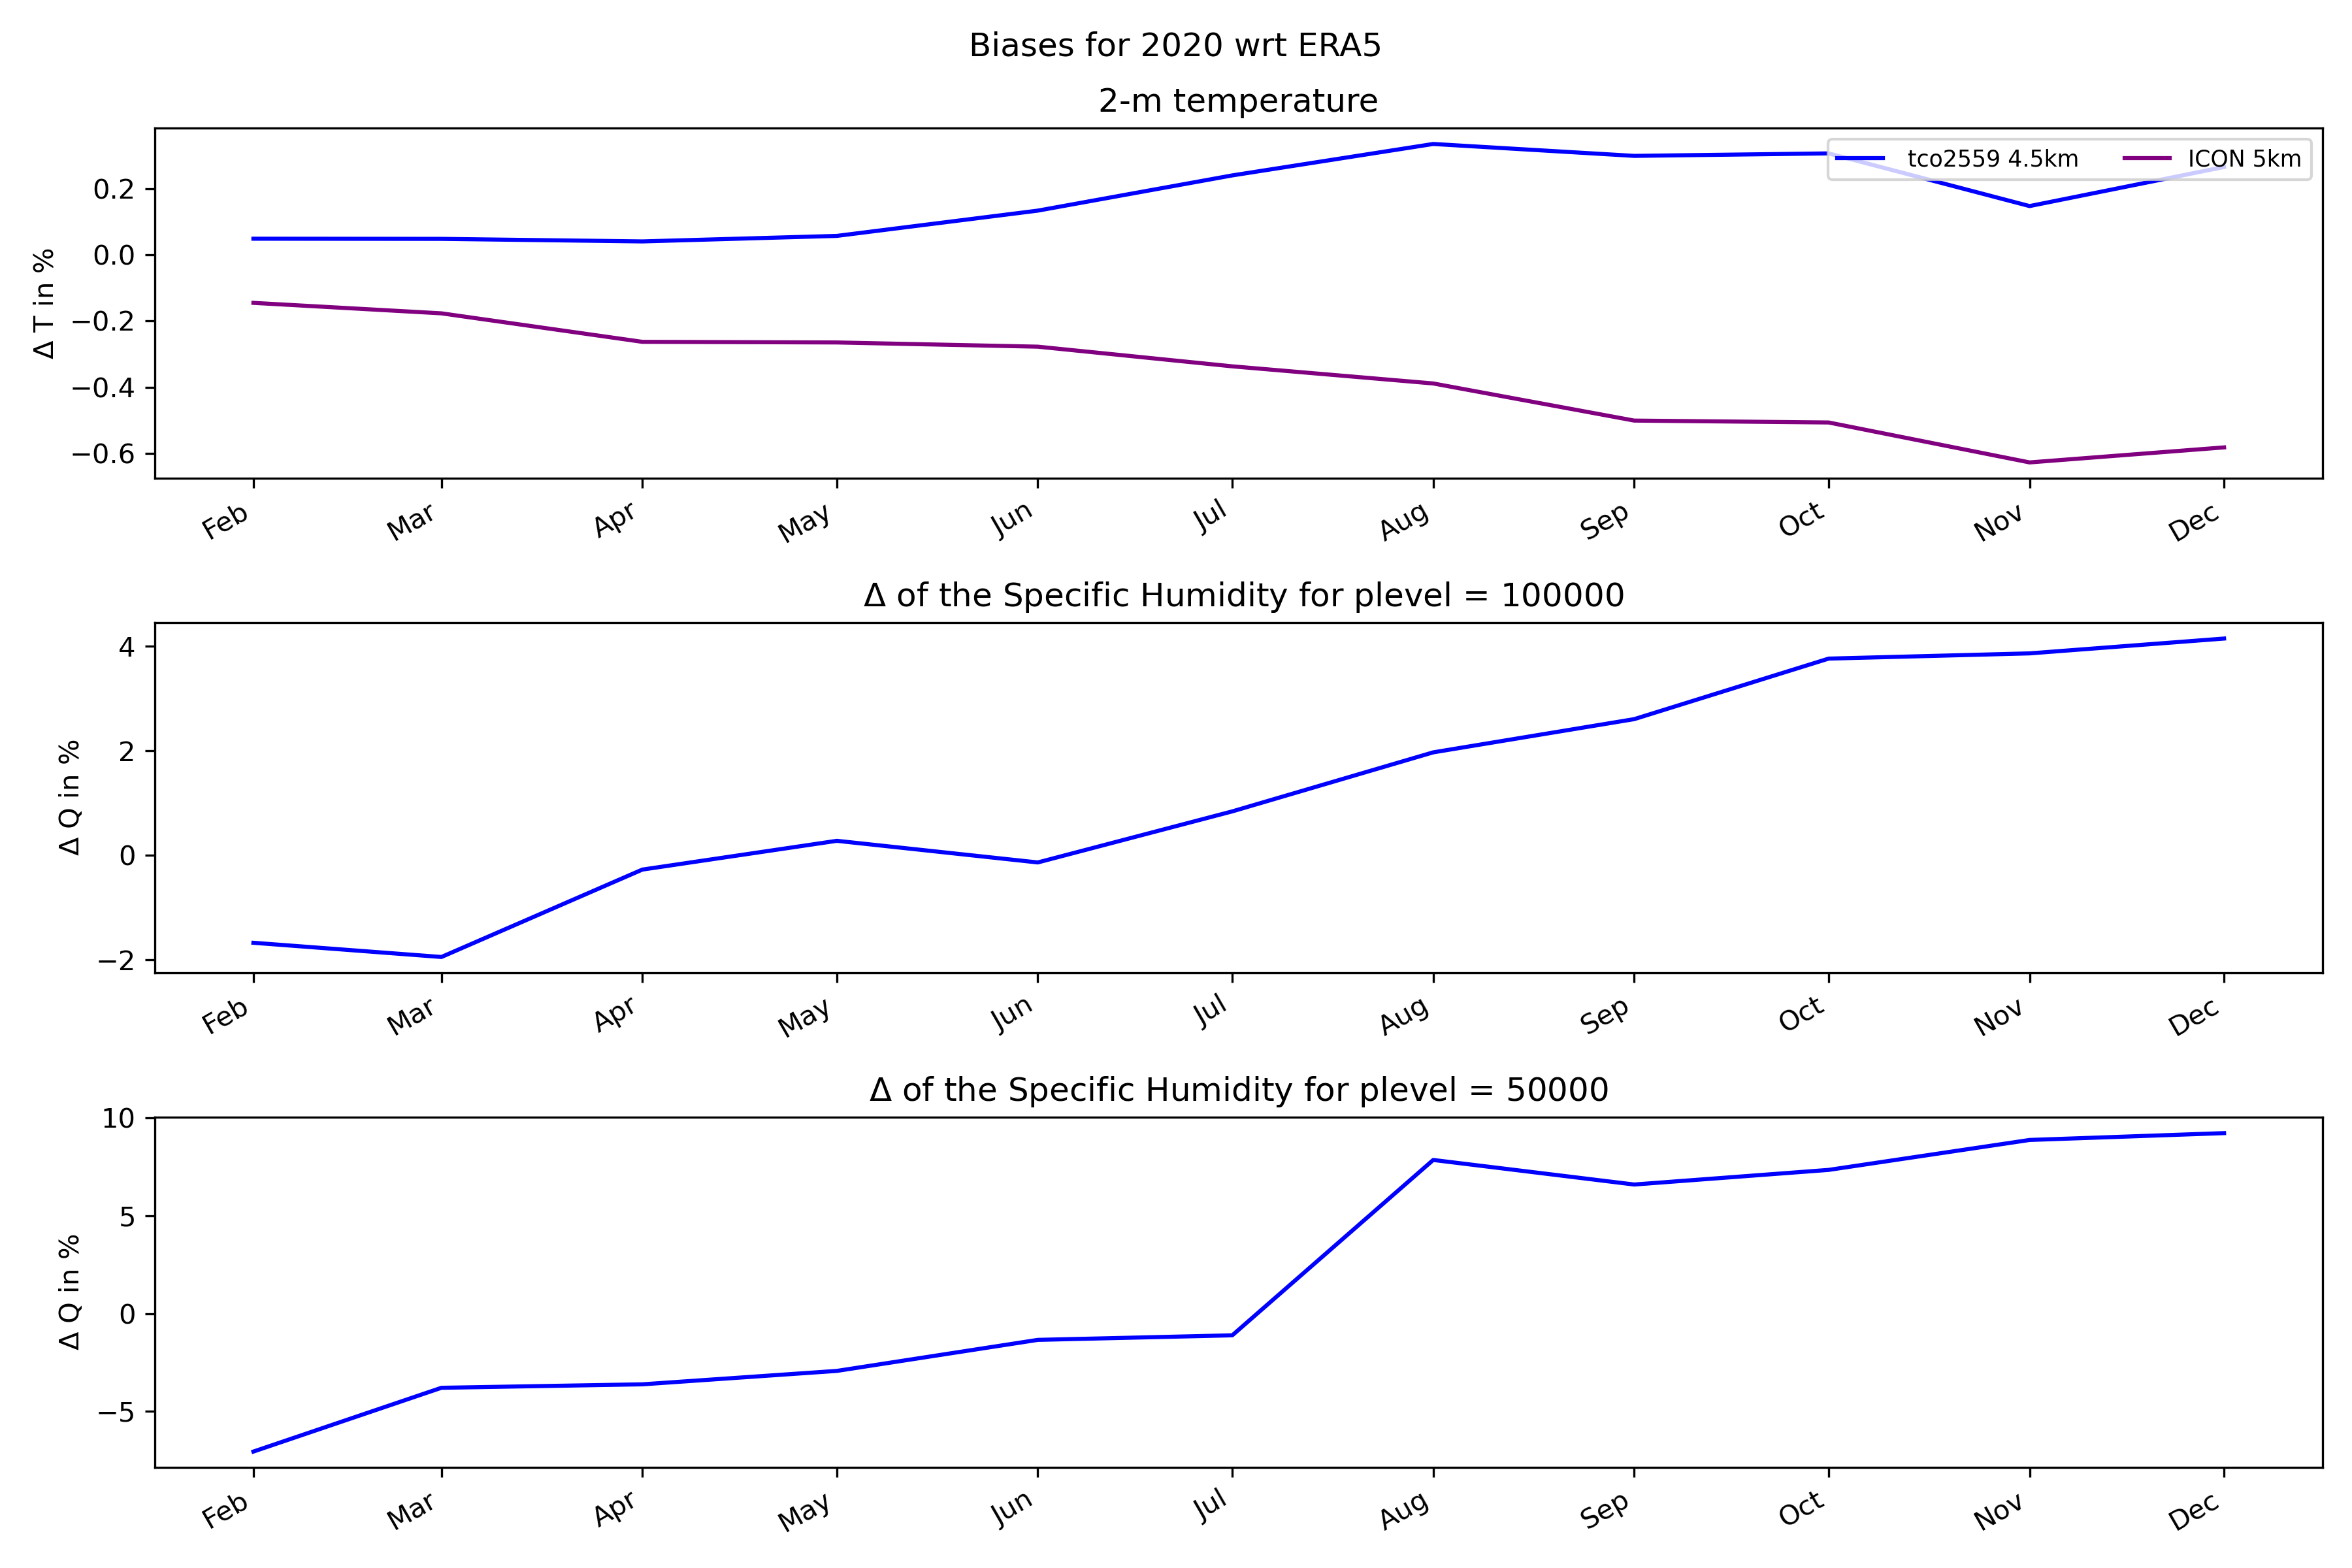 Biases for 2020 wrt ERA5
2-m temperature
tco2559 4.5km ICON 5km
Δ T in %
0.2
0.0
−0.2
−0.4
−0.6
Feb Mar Apr May Jun Jul Aug Sep Oct Nov Dec
Δ of the Specific Humidity for plevel = 100000
Δ Q in %
4
2
0
−2
Feb Mar Apr May Jun Jul Aug Sep Oct Nov Dec
Δ of the Specific Humidity for plevel = 50000
Δ Q in %
10
5
0
−5
Feb Mar Apr May Jun Jul Aug Sep Oct Nov Dec